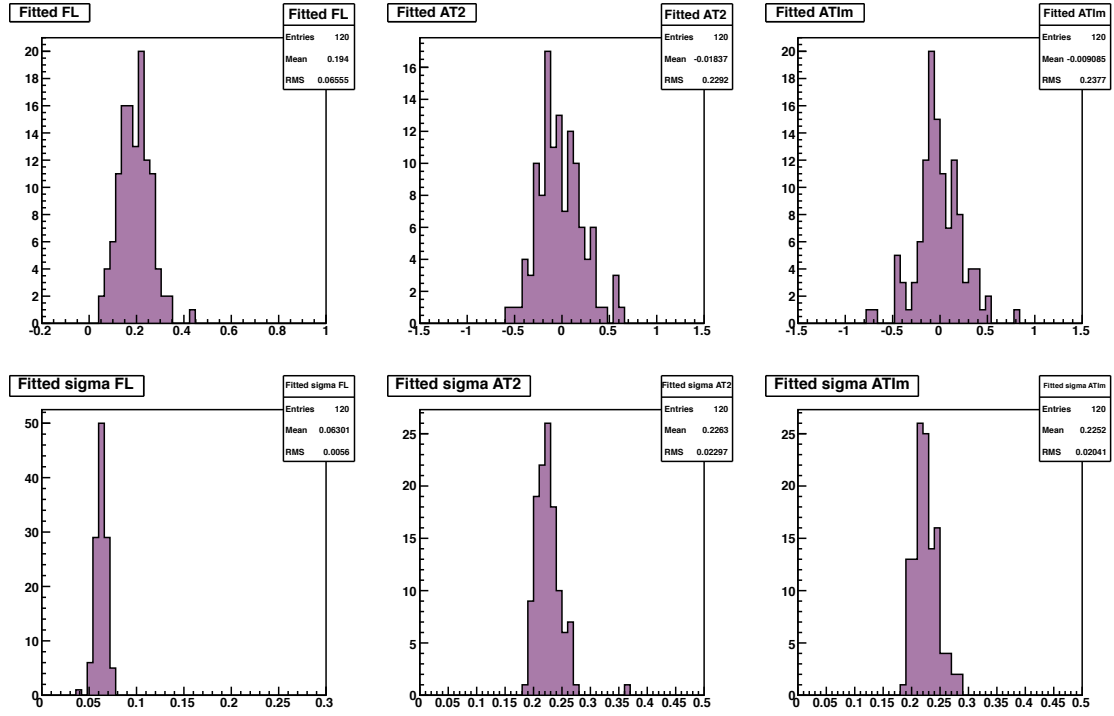 Fitted FL
Fitted FL
Entries 120
Mean 0.194
RMS 0.06555
20
18
16
14
12
10
8
6
4
2
0
-0.2 0 0.2 0.4 0.6 0.8 1
Fitted AT2
Fitted AT2
Entries 120
Mean -0.01837
RMS 0.2292
16
14
12
10
8
6
4
2
0
-1.5 -1 -0.5 0 0.5 1 1.5
Fitted ATIm
Fitted ATIm
Entries 120
Mean -0.009085
RMS 0.2377
20
18
16
14
12
10
8
6
4
2
0
-1.5 -1 -0.5 0 0.5 1 1.5
Fitted sigma FL
Fitted sigma FL
Entries 120
Mean 0.06301
RMS 0.0056
50
40
30
20
10
0
0 0.05 0.1 0.15 0.2 0.25 0.3
Fitted sigma AT2
Fitted sigma AT2
Entries 120
Mean 0.2263
RMS 0.02297
25
20
15
10
5
0
0 0.05 0.1 0.15 0.2 0.25 0.3 0.35 0.4 0.45 0.5
Fitted sigma ATIm
Fitted sigma ATIm
Entries 120
Mean 0.2252
RMS 0.02041
25
20
15
10
5
0
0 0.05 0.1 0.15 0.2 0.25 0.3 0.35 0.4 0.45 0.5